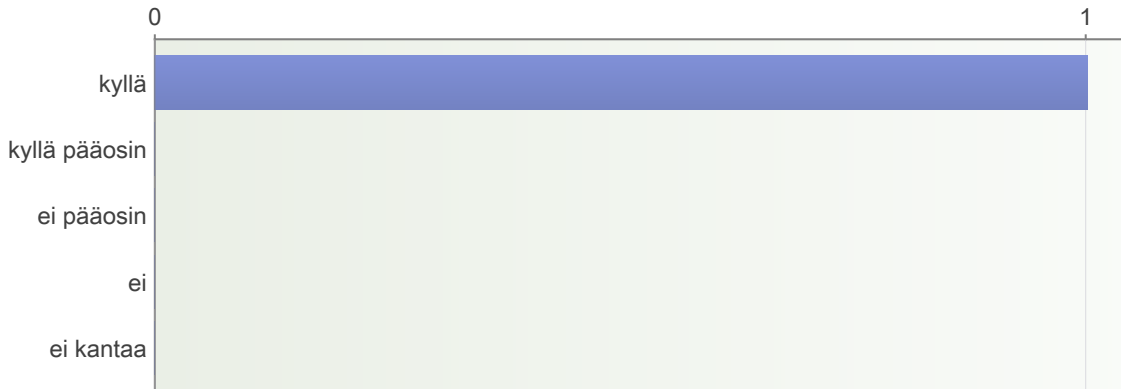 0 1
kyllä
kyllä pääosin
ei pääosin
ei
ei kantaa